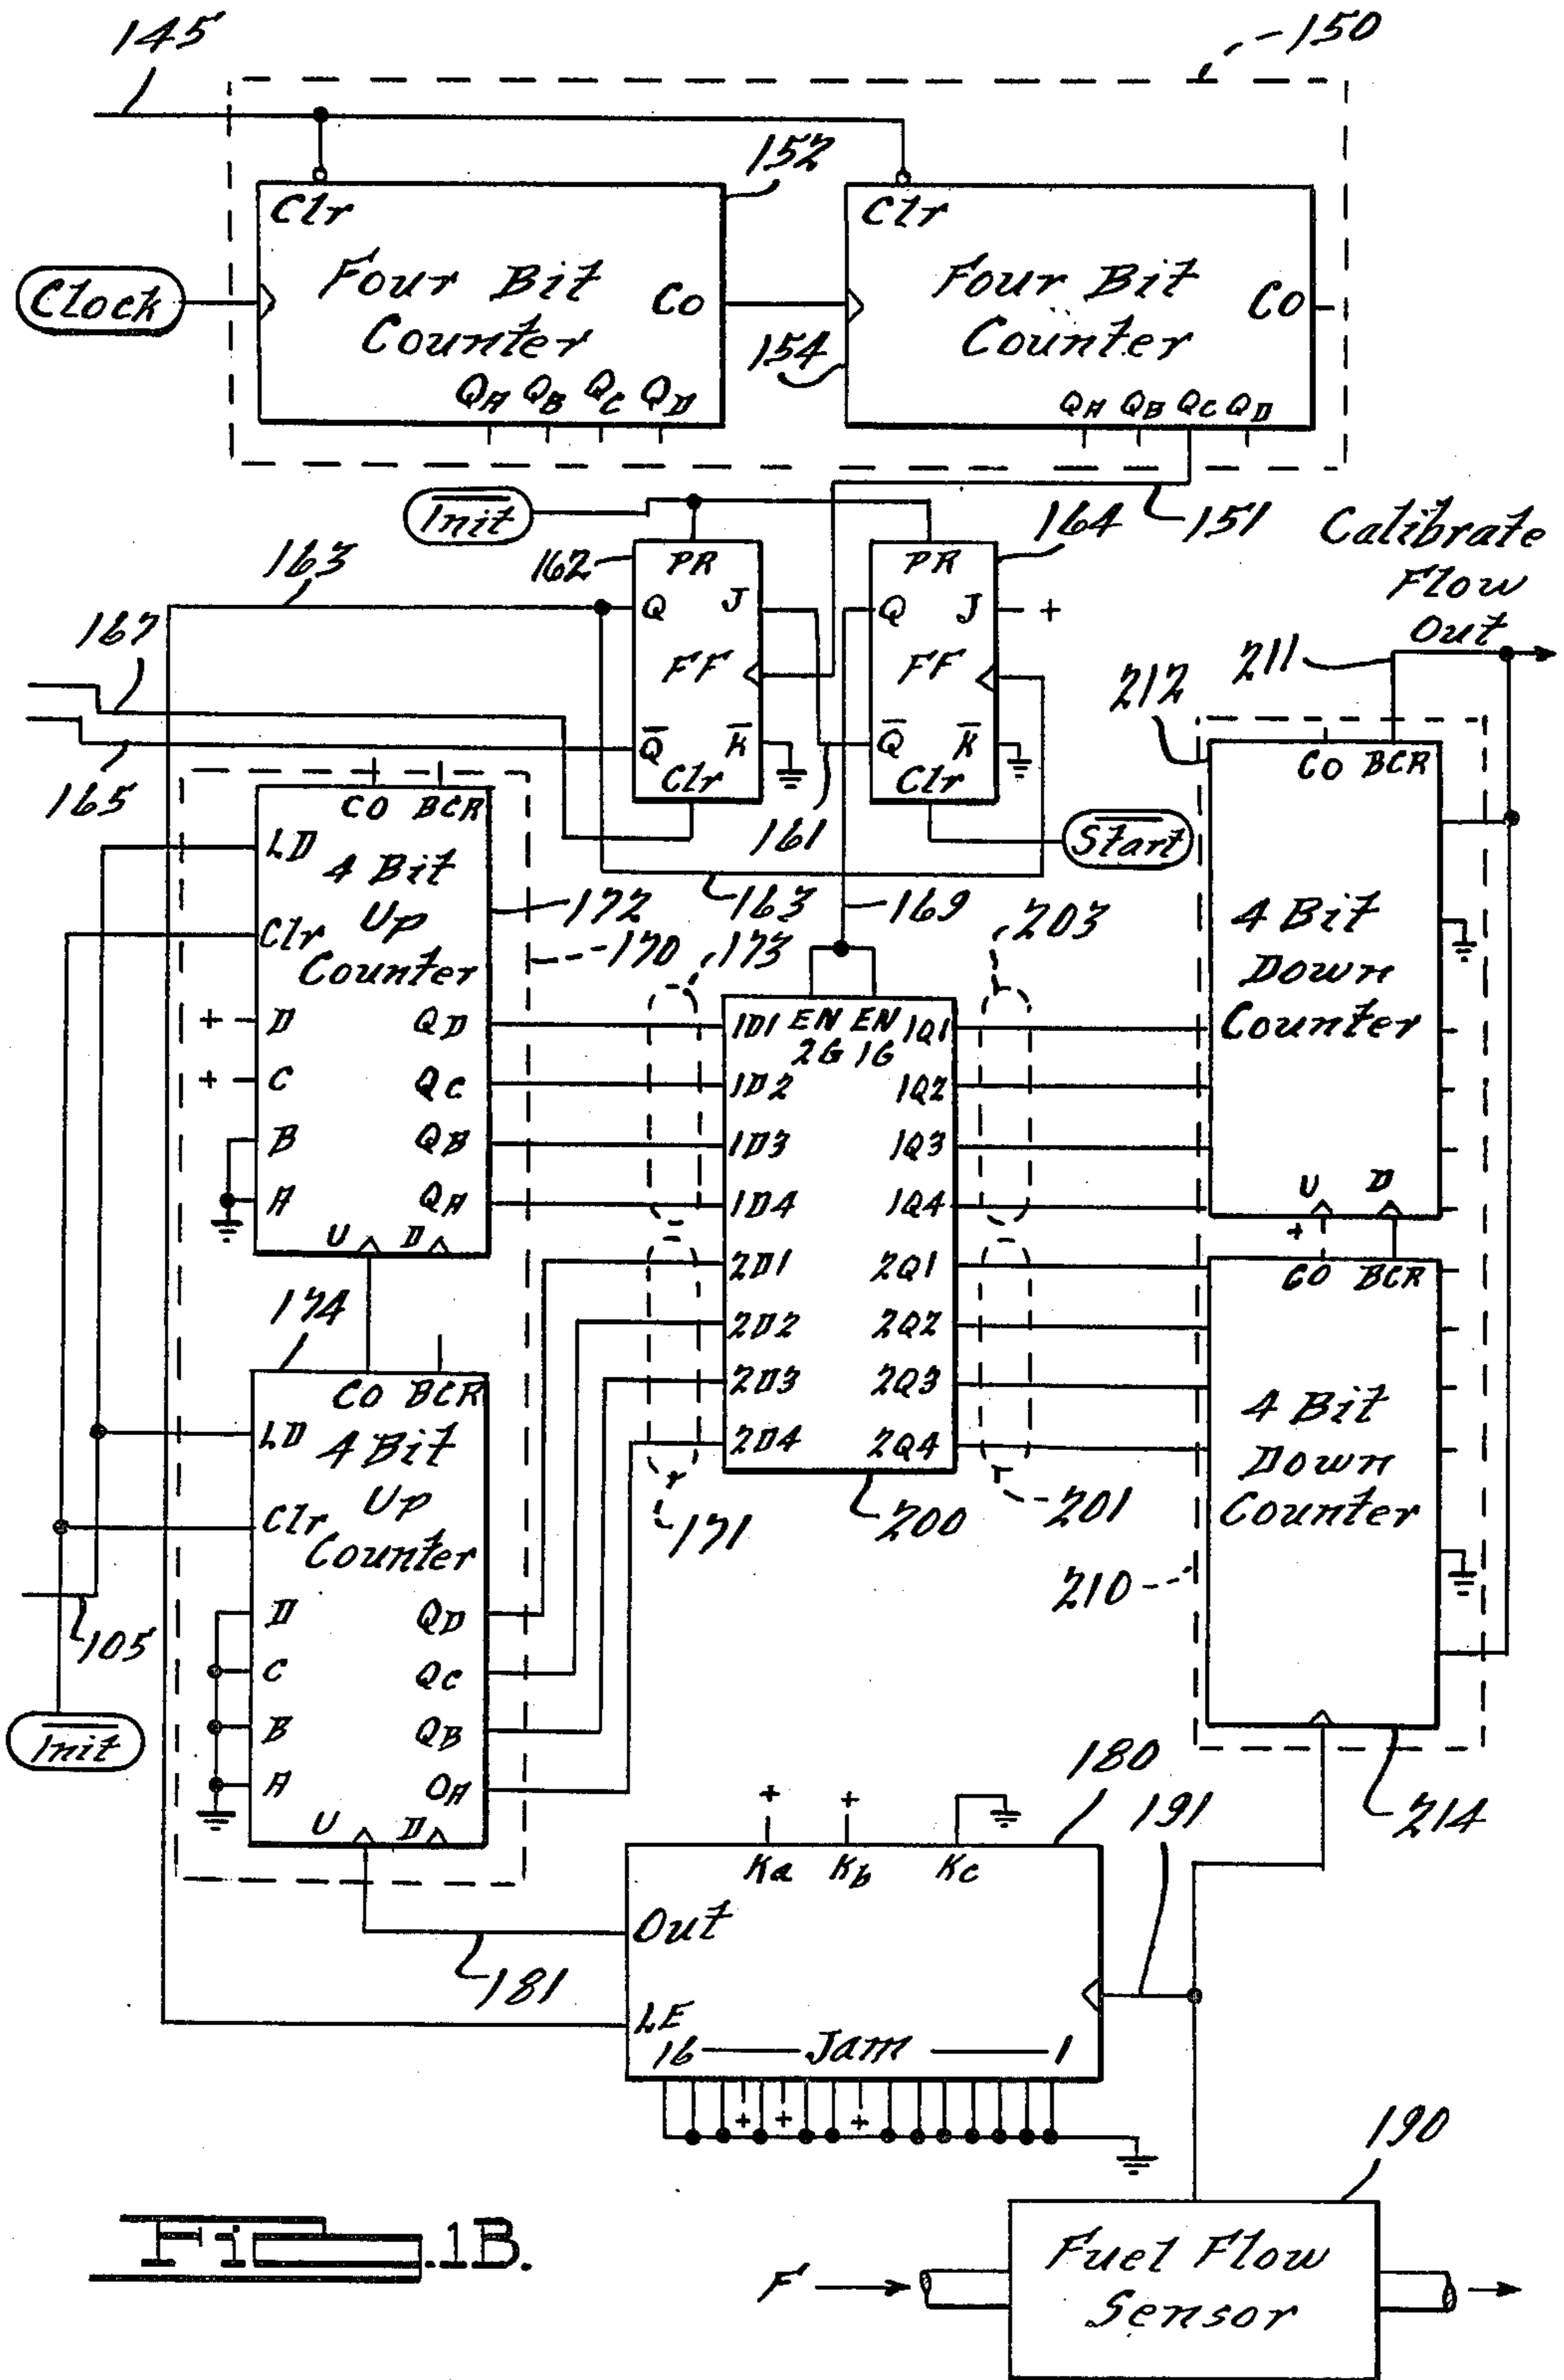 145
150
152
Clr
Clr
Clock
Four Bit
Counter
CO
154
Four Bit
Counter
CO
QA QB QC QD
QA QB QC QD
Init
151
164
Calibrate
Flow
Out
163
162
PR
PR
Q
J
Q
J
+
167
FF
FF
211
212
Q
K
Q
K
Clr
Clr
165
161
Start
CO BCR
CO BCR
LD
4 Bit
Up
Counter
172
163
169
203
4 Bit
Down
Counter
Clr
170
173
+
D
QD
1D1
EN EN
2G 1G
1Q1
+
C
QC
1D2
1Q2
B
QB
1D3
1Q3
A
QA
1D4
1Q4
U
D
U
D
+
2D1
2Q1
CO BCR
174
2D2
2Q2
CO BCR
2D3
2Q3
LD
4 Bit
Up
Counter
2D4
2Q4
4 Bit
Down
Counter
Clr
171
200
201
210
105
D
QD
C
QC
Init
B
QB
A
OA
180
191
214
U
D
+
+
Ka
Kb
Kc
Out
181
LE
16
Jam
1
+
+
+
190
Fig.1B.
F
Fuel Flow
Sensor